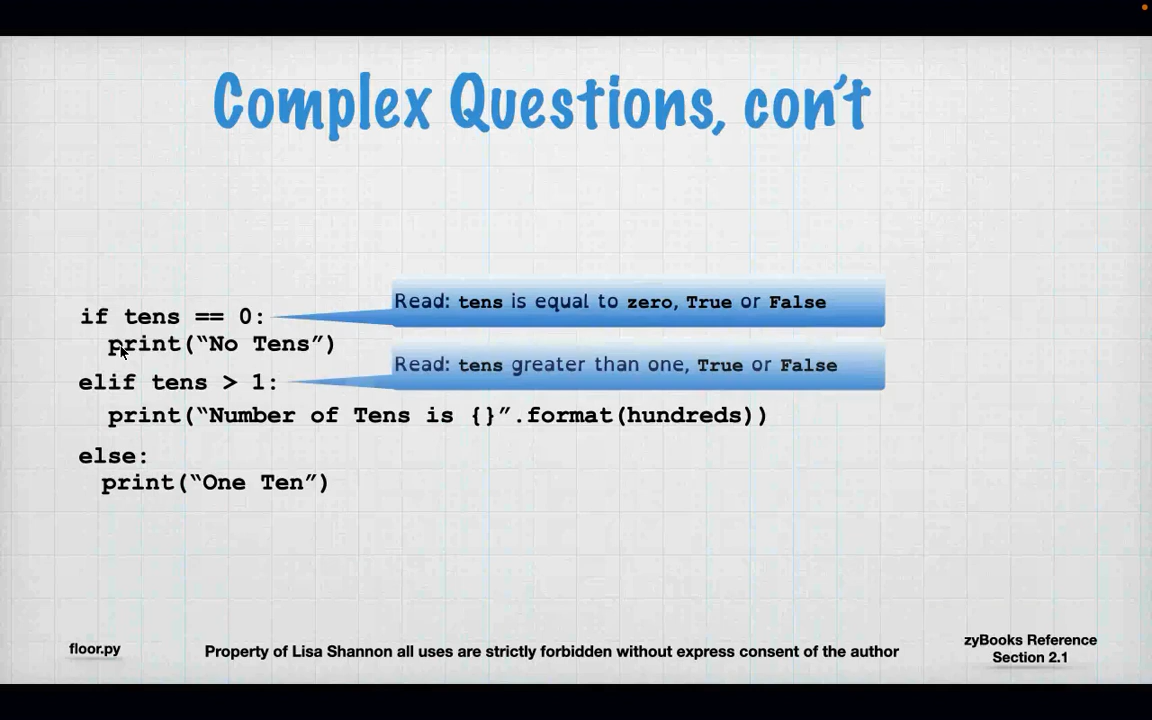 Complex Questions, con't
if tens == 0:
Read: tens is equal to zero, True or False
print(“No Tens”)
elif tens > 1:
Read: tens greater than one, True or False
print(“Number of Tens is {}”.format(hundreds))
else:
print(“One Ten”)
floor.py
Property of Lisa Shannon all uses are strictly forbidden without express consent of the author
zyBooks Reference
Section 2.1